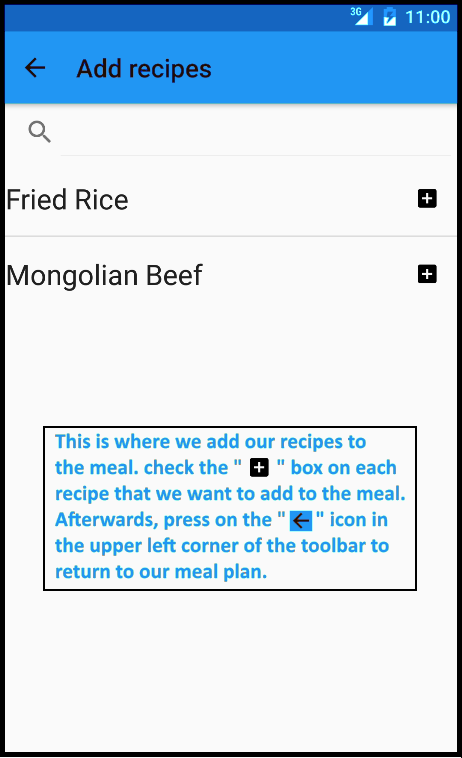 3G 11:00
Add recipes
Fried Rice
Mongolian Beef
This is where we add our recipes to
the meal. check the " + " box on each
recipe that we want to add to the meal.
Afterwards, press on the " ← " icon in
the upper left corner of the toolbar to
return to our meal plan.